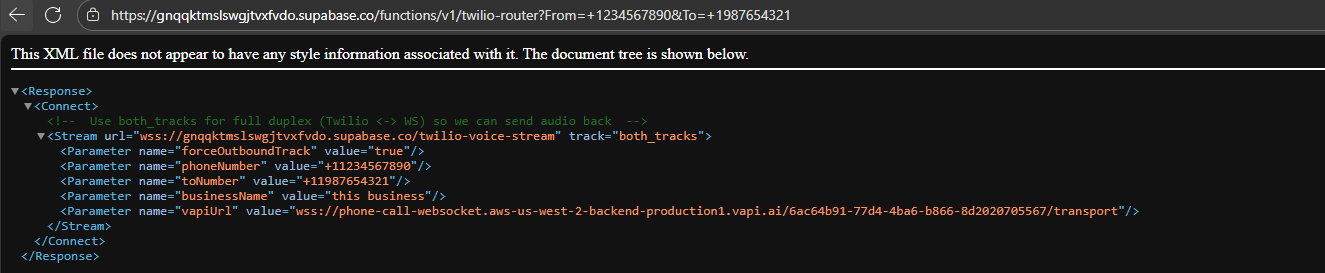 https://gnqqktmslswgjtvxfvdo.supabase.co/functions/v1/twilio-router?From=+1234567890&To=+1987654321
This XML file does not appear to have any style information associated with it. The document tree is shown below.
<Response>
<Connect>
<!-- Use both_tracks for full duplex (Twilio <-> WS) so we can send audio back -->
<Stream url="wss://gnqqktmslswgjtvxfvdo.supabase.co/twilio-voice-stream" track="both_tracks">
<Parameter name="forceOutboundTrack" value="true"/>
<Parameter name="phoneNumber" value="+11234567890"/>
<Parameter name="toNumber" value="+11987654321"/>
<Parameter name="businessName" value="this business"/>
<Parameter name="vapiUrl" value="wss://phone-call-websocket.aws-us-west-2-backend-production1.vapi.ai/6ac64b91-77d4-4ba6-b866-8d2020705567/transport"/>
</Stream>
</Connect>
</Response>